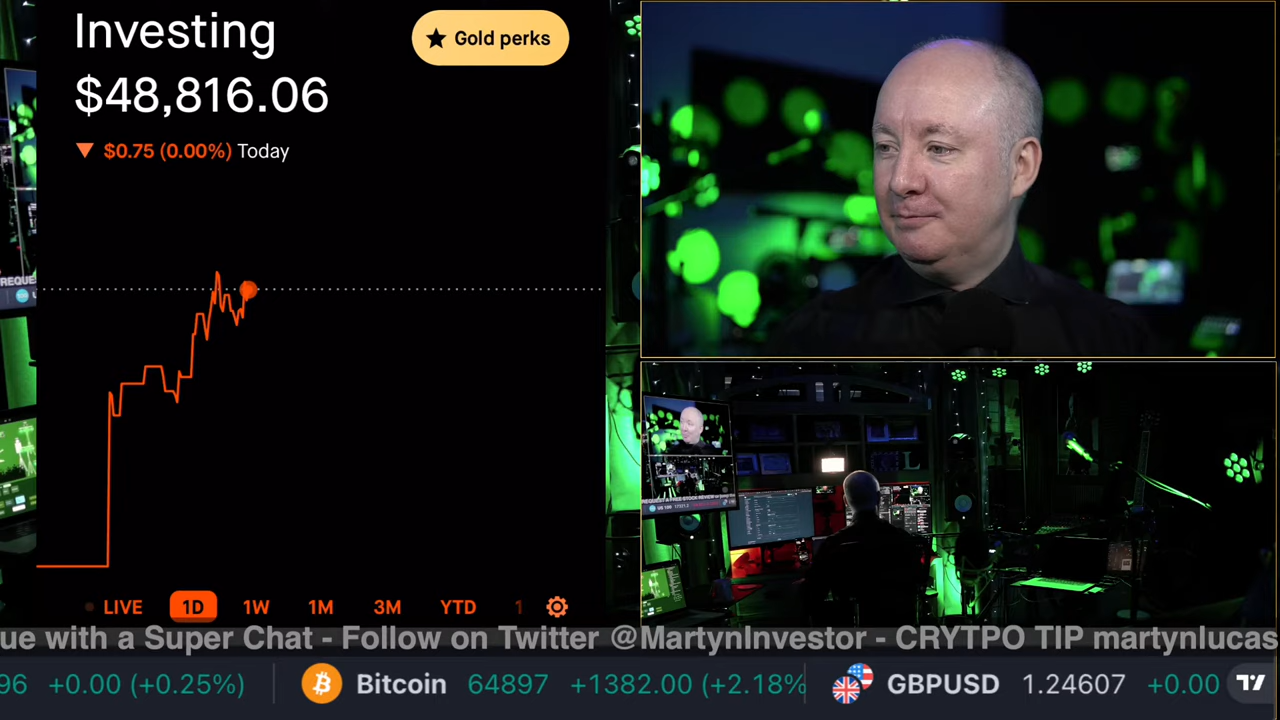 Investing
Gold perks
$48,816.06
$0.75 (0.00%) Today
LIVE 1D 1W 1M 3M YTD 1
ue with a Super Chat - Follow on Twitter @MartynInvestor - CRYTPO TIP martynlucas
96 +0.00 (+0.25%) Bitcoin 64897 +1382.00 (+2.18% GBPUSD 1.24607 +0.00